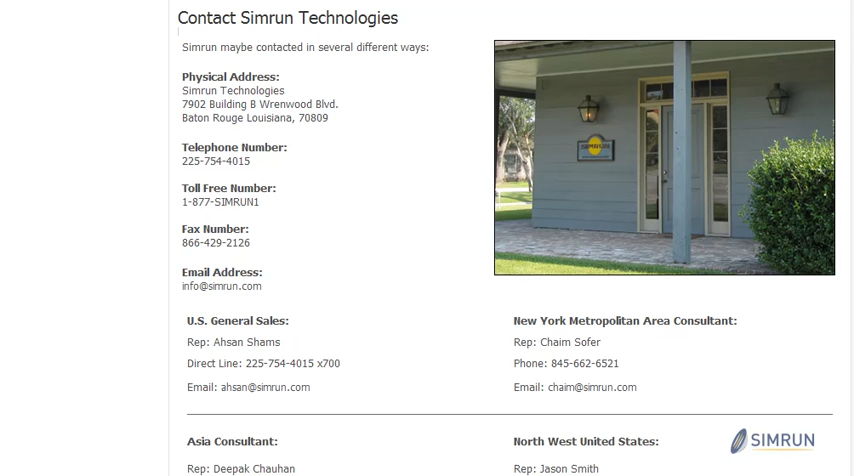 Contact Simrun Technologies
Simrun maybe contacted in several different ways:
Physical Address:
Simrun Technologies
7902 Building B Wrenwood Blvd.
Baton Rouge Louisiana, 70809
Telephone Number:
225-754-4015
Toll Free Number:
1-877-SIMRUN1
Fax Number:
866-429-2126
Email Address:
info@simrun.com
U.S. General Sales:
Rep: Ahsan Shams
Direct Line: 225-754-4015 x700
Email: ahsan@simrun.com
New York Metropolitan Area Consultant:
Rep: Chaim Sofer
Phone: 845-662-6521
Email: chaim@simrun.com
Asia Consultant:
Rep: Deepak Chauhan
North West United States:
Rep: Jason Smith
SIMRUN